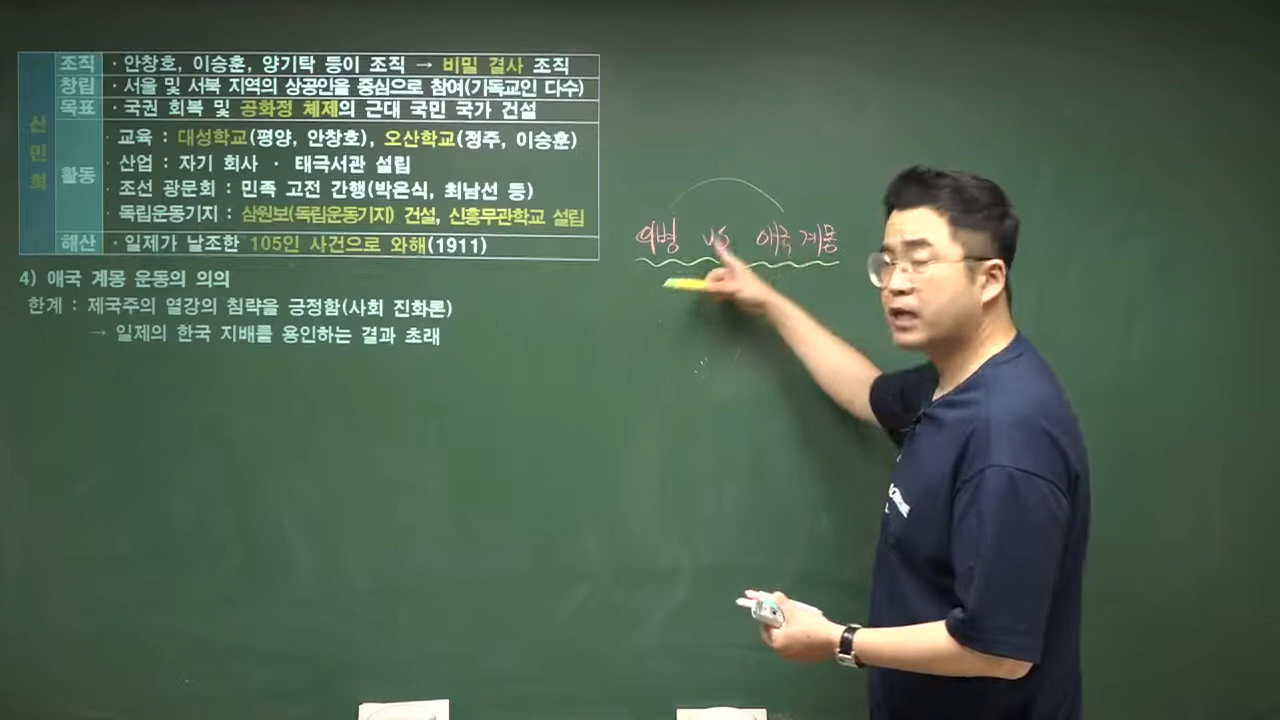 신민회
조직 · 안창호, 이승훈, 양기탁 등이 조직 → 비밀 결사 조직
창립 · 서울 및 서북 지역의 상공인을 중심으로 참여(기독교인 다수)
목표 · 국권 회복 및 공화정 체제의 근대 국민 국가 건설
활동 · 교육 : 대성학교(평양, 안창호), 오산학교(정주, 이승훈)
· 산업 : 자기 회사 · 태극서관 설립
· 조선 광문회 : 민족 고전 간행(박은식, 최남선 등)
· 독립운동기지 : 삼원보(독립운동기지) 건설, 신흥무관학교 설립
해산 · 일제가 날조한 105인 사건으로 와해(1911)
4) 애국 계몽 운동의 의의
한계 : 제국주의 열강의 침략을 긍정함(사회 진화론)
→ 일제의 한국 지배를 용인하는 결과 초래
의병 VS 애국 계몽